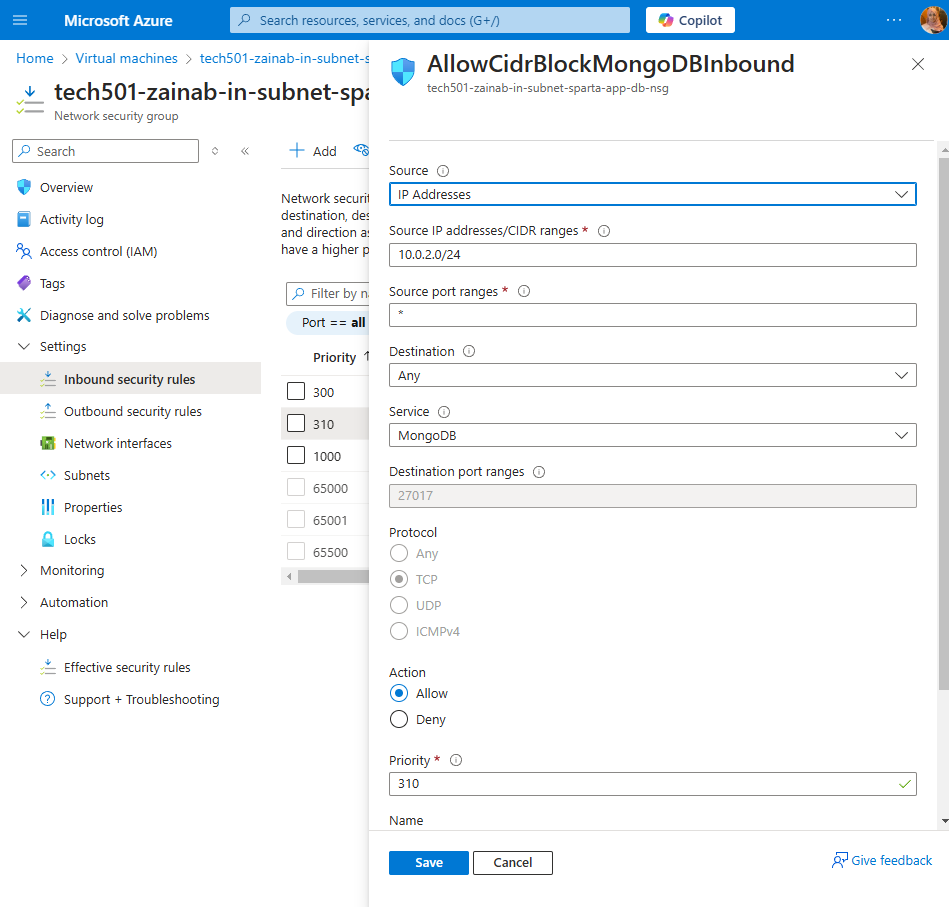 Microsoft Azure
Search resources, services, and docs (G+/)
Copilot
Home > Virtual machines > tech501-zainab-in-subnet-s
tech501-zainab-in-subnet-spa
Network security group
Search
Overview
Activity log
Access control (IAM)
Tags
Diagnose and solve problems
Settings
Inbound security rules
Outbound security rules
Network interfaces
Subnets
Properties
Locks
Monitoring
Automation
Help
Effective security rules
Support + Troubleshooting
Add
Network securit
destination, des
and direction as
have a higher p
Filter by na
Port == all
Priority ↑
300
310
1000
65000
65001
65500
AllowCidrBlockMongoDBInbound
tech501-zainab-in-subnet-sparta-app-db-nsg
Source
IP Addresses
Source IP addresses/CIDR ranges *
10.0.2.0/24
Source port ranges *
*
Destination
Any
Service
MongoDB
Destination port ranges
27017
Protocol
Any
TCP
UDP
ICMPv4
Action
Allow
Deny
Priority *
310
Name
Save
Cancel
Give feedback